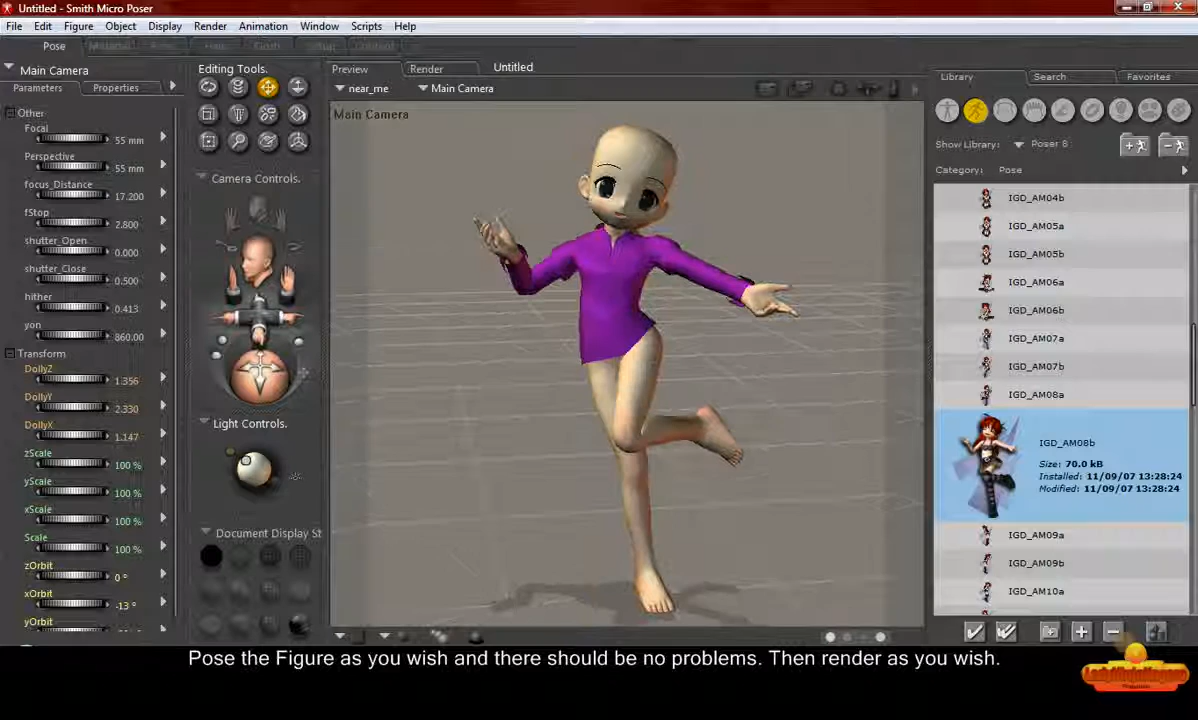 Untitled - Smith Micro Poser
File Edit Figure Object Display Render Animation Window Scripts Help
Pose
Main Camera
Parameters Properties
Other
Focal 55 mm
Perspective 55 mm
focus_Distance 17.200
fStop 2.800
shutter_Open 0.000
shutter_Close 0.500
hither 0.413
yon 860.00
Transform
DollyZ 1.356
DollyY 2.330
DollyX 1.147
zScale 100 %
yScale 100 %
xScale 100 %
Scale 100 %
zOrbit 0 °
xOrbit -13 °
yOrbit
Editing Tools.
Camera Controls.
Light Controls.
Document Display St
Preview Render Untitled
near_me Main Camera
Main Camera
Library Search Favorites
Show Library: Poser 8
Category: Pose
IGD_AM04b
IGD_AM05a
IGD_AM05b
IGD_AM06a
IGD_AM06b
IGD_AM07a
IGD_AM07b
IGD_AM08a
IGD_AM08b
Size: 70.0 kB
Installed: 11/09/07 13:28:24
Modified: 11/09/07 13:28:24
IGD_AM09a
IGD_AM09b
IGD_AM10a
Pose the Figure as you wish and there should be no problems. Then render as you wish.